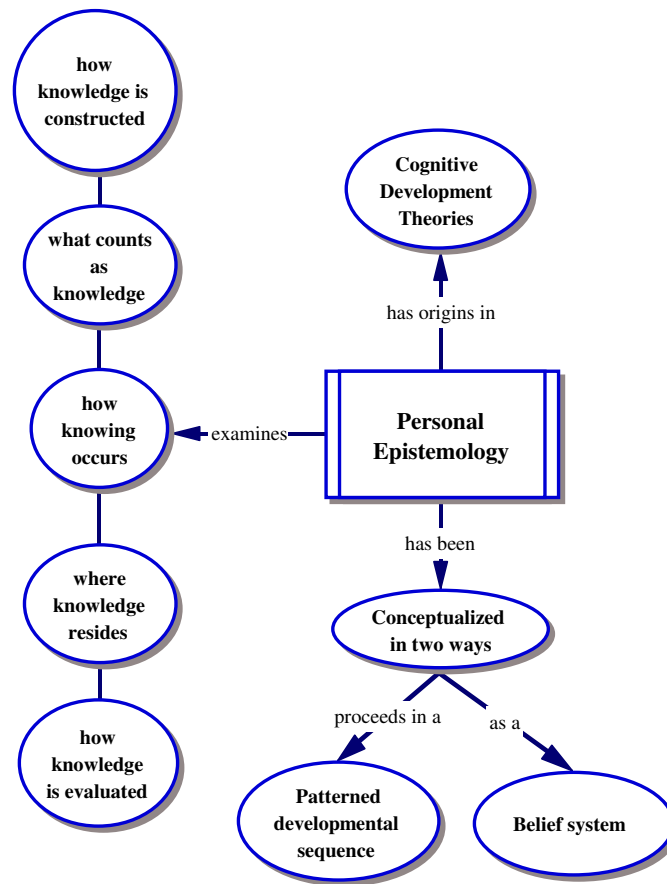 how
knowledge is
constructed
what counts
as
knowledge
how
knowing
occurs
where
knowledge
resides
how
knowledge
is evaluated
examines
Cognitive
Development
Theories
has origins in
Personal
Epistemology
has been
Conceptualized
in two ways
proceeds in a
as a
Patterned
developmental
sequence
Belief system